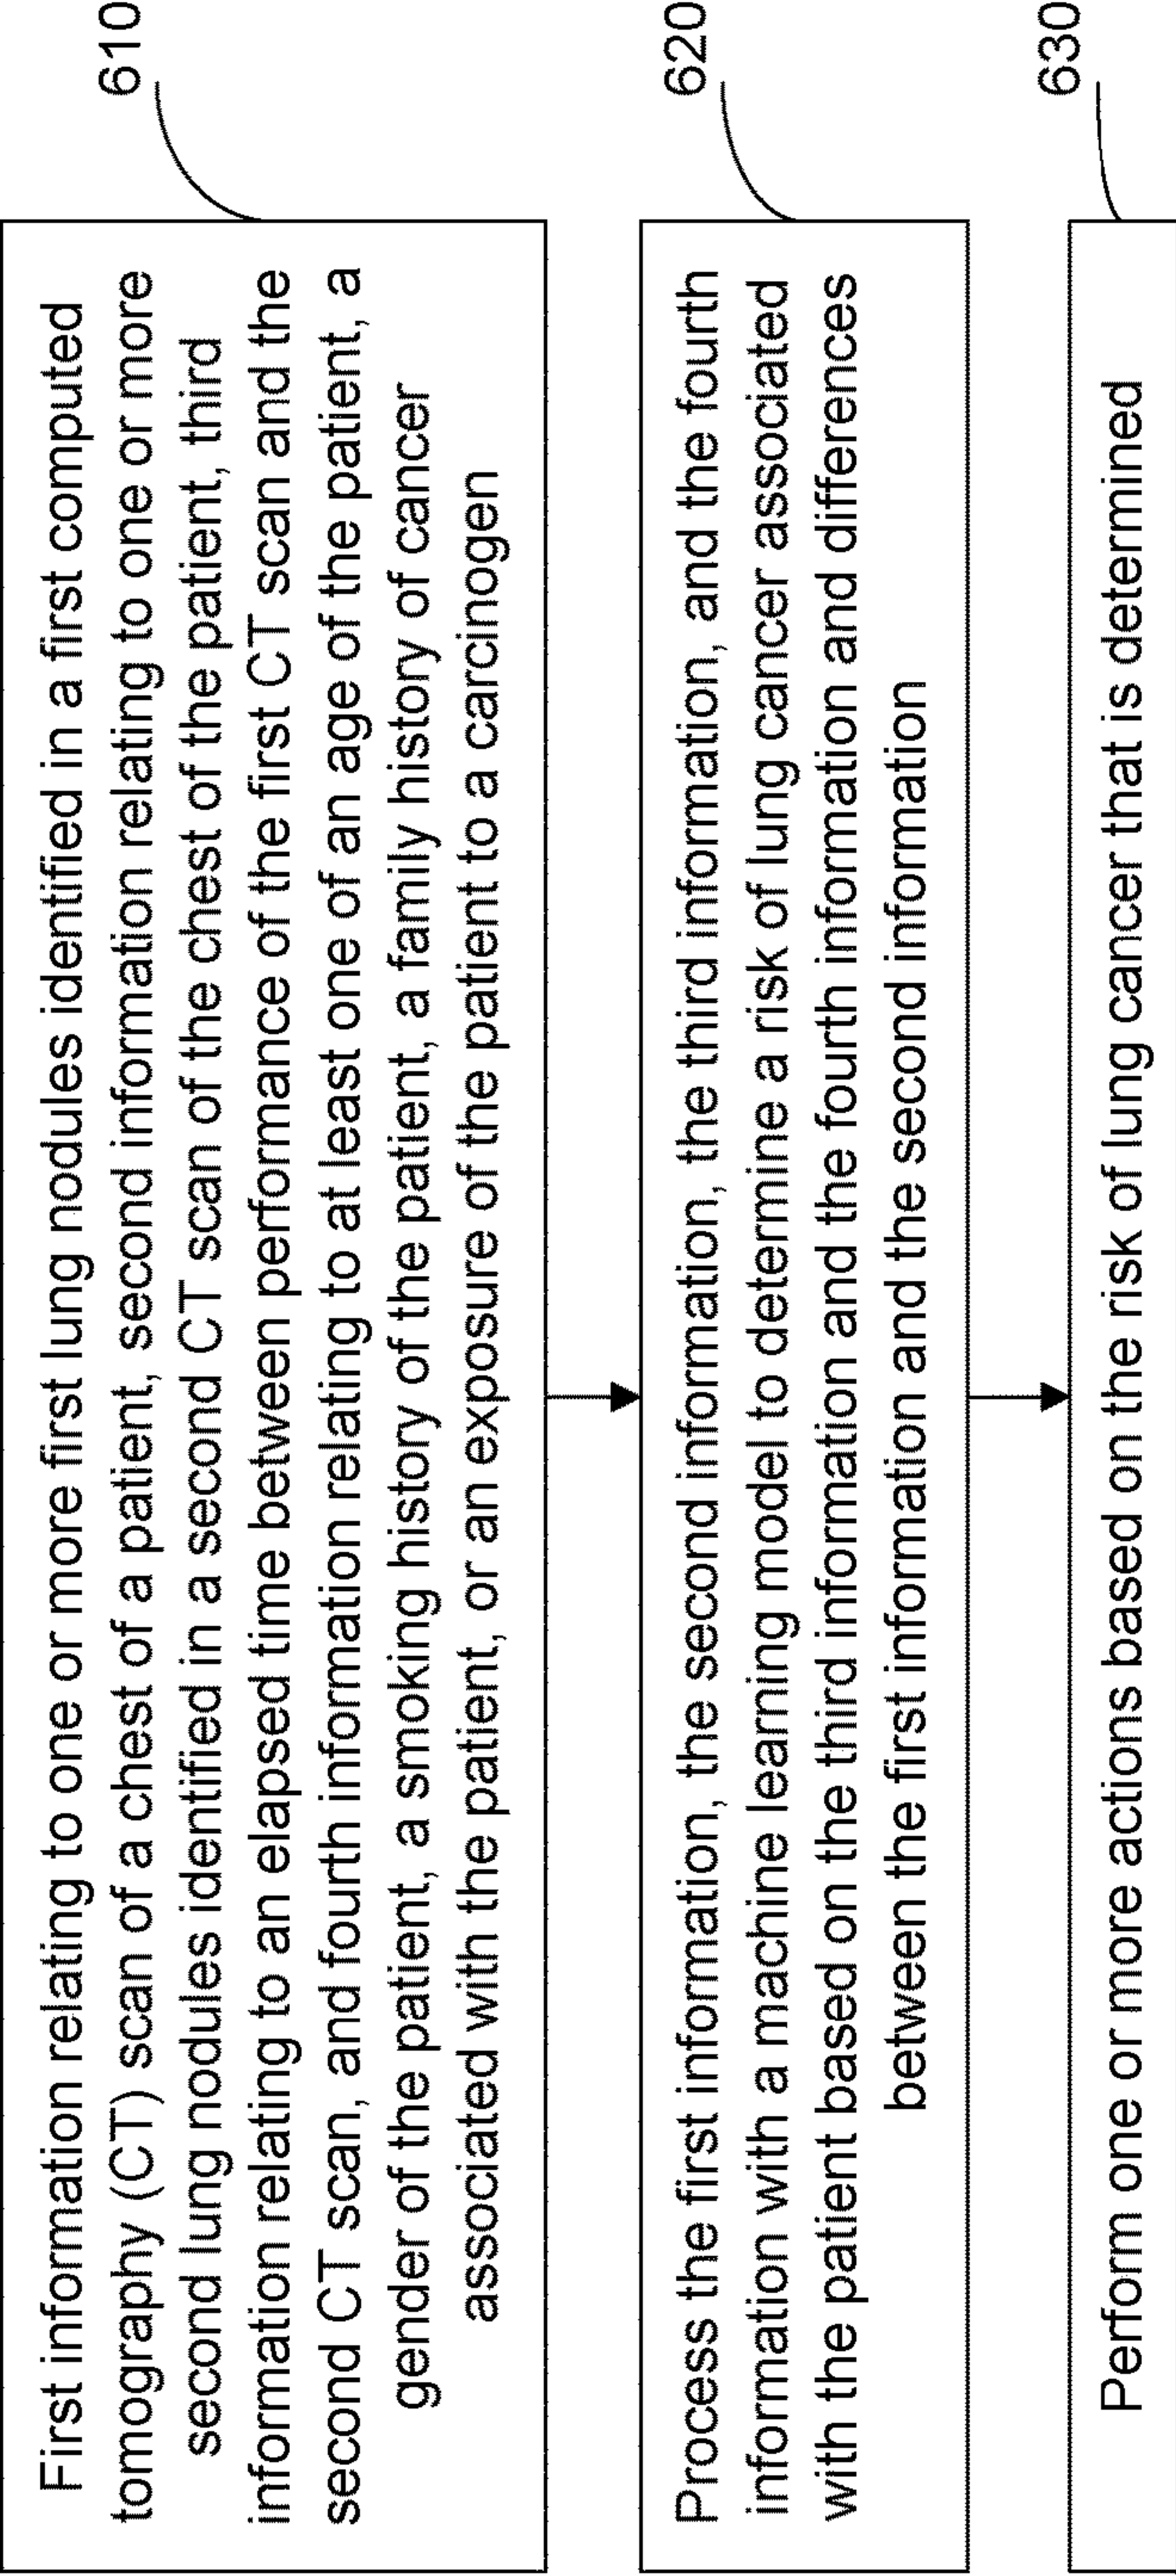 First information relating to one or more first lung nodules identified in a first computed
tomography (CT) scan of a chest of a patient, second information relating to one or more
second lung nodules identified in a second CT scan of the chest of the patient, third
information relating to an elapsed time between performance of the first CT scan and the
second CT scan, and fourth information relating to at least one of an age of the patient, a
gender of the patient, a smoking history of the patient, a family history of cancer
associated with the patient, or an exposure of the patient to a carcinogen
610
Process the first information, the second information, the third information, and the fourth
information with a machine learning model to determine a risk of lung cancer associated
with the patient based on the third information and the fourth information and differences
between the first information and the second information
620
Perform one or more actions based on the risk of lung cancer that is determined
630